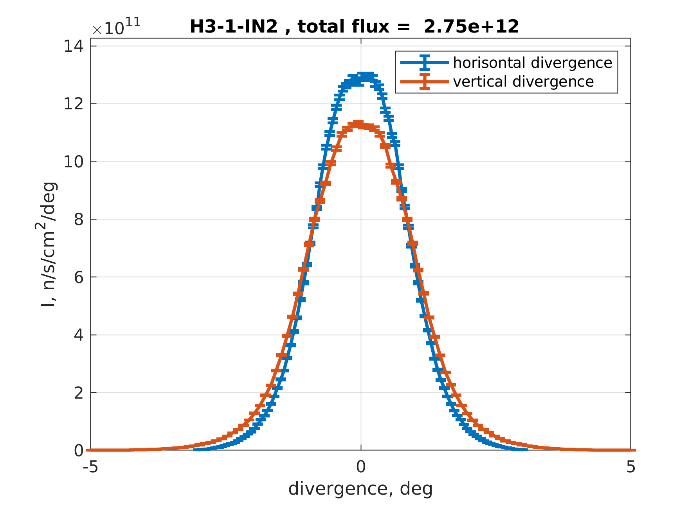 ×10¹¹
H3-1-IN2 , total flux = 2.75e+12
14
12
10
8
6
4
2
0
I, n/s/cm²/deg
horisontal divergence
vertical divergence
-5
0
5
divergence, deg